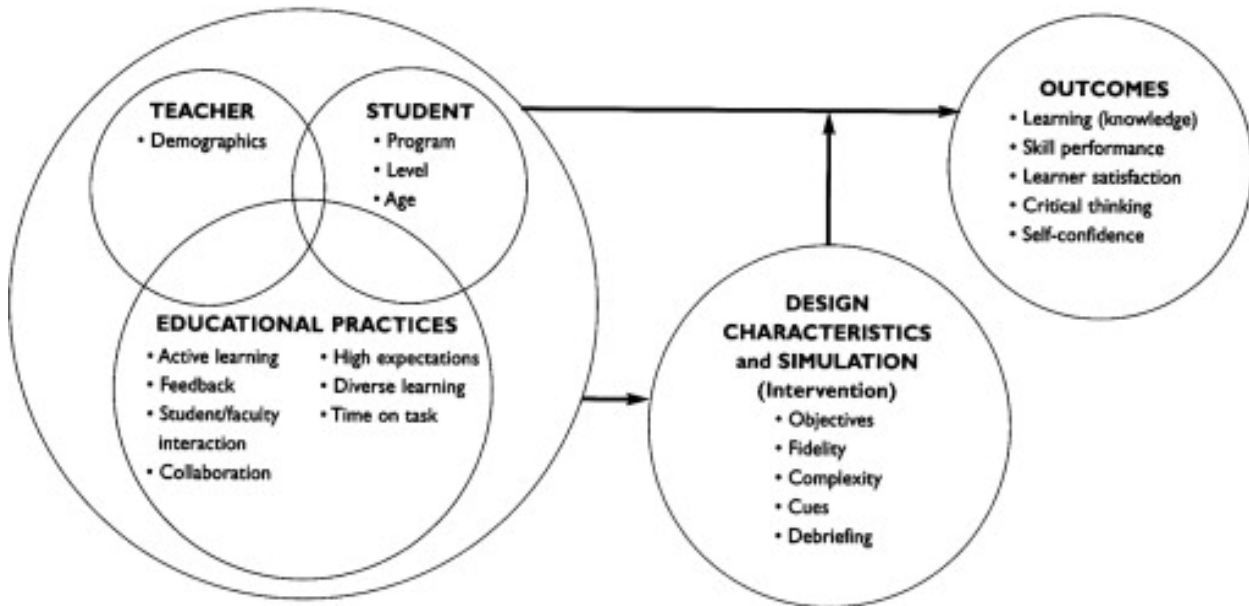 TEACHER
• Demographics
STUDENT
• Program
• Level
• Age
EDUCATIONAL PRACTICES
• Active learning
• Feedback
• Student/faculty
interaction
• Collaboration
• High expectations
• Diverse learning
• Time on task
DESIGN
CHARACTERISTICS
and SIMULATION
(Intervention)
• Objectives
• Fidelity
• Complexity
• Cues
• Debriefing
OUTCOMES
• Learning (knowledge)
• Skill performance
• Learner satisfaction
• Critical thinking
• Self-confidence